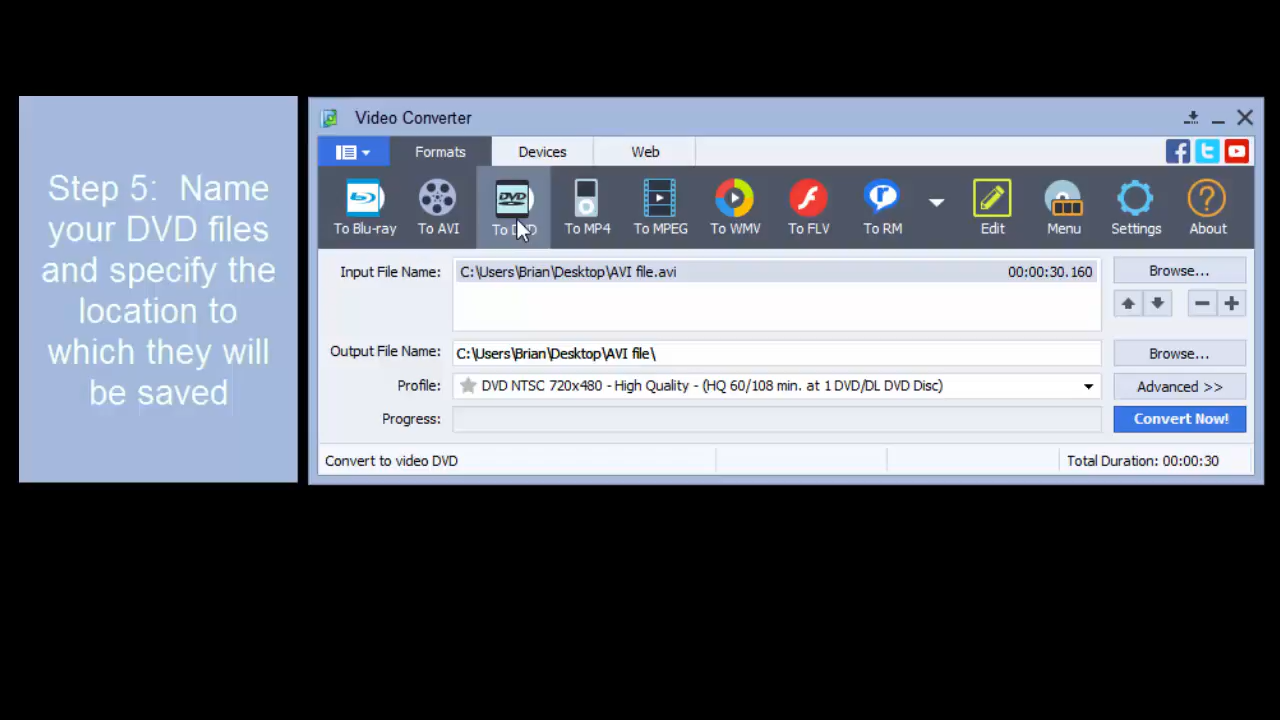 Step 5:  Name
your DVD files
and specify the
location to
which they will
be saved
Video Converter
Formats
Devices
Web
To Blu-ray
To AVI
DVD
To DVD
To MP4
To MPEG
To WMV
To FLV
To RM
Edit
Menu
Settings
About
Input File Name:
C:\Users\Brian\Desktop\AVI file.avi
00:00:30.160
Browse...
Output File Name:
C:\Users\Brian\Desktop\AVI file\
Browse...
Profile:
DVD NTSC 720x480 - High Quality - (HQ 60/108 min. at 1 DVD/DL DVD Disc)
Advanced >>
Progress:
Convert Now!
Convert to video DVD
Total Duration: 00:00:30